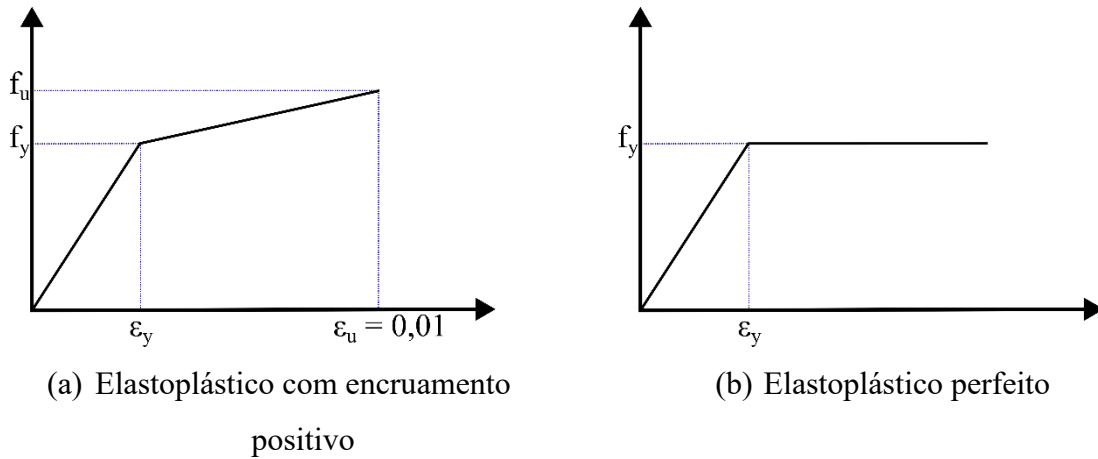 f_u
f_y
ε_y
ε_u = 0,01
(a) Elastoplástico com encruamento
positivo
f_y
ε_y
(b) Elastoplástico perfeito